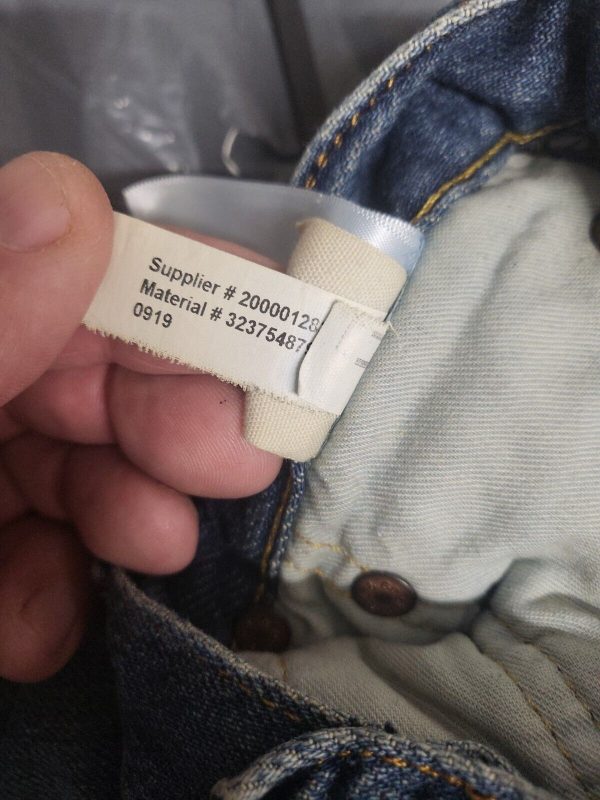 Supplier # 20000128
Material # 32375487
0919